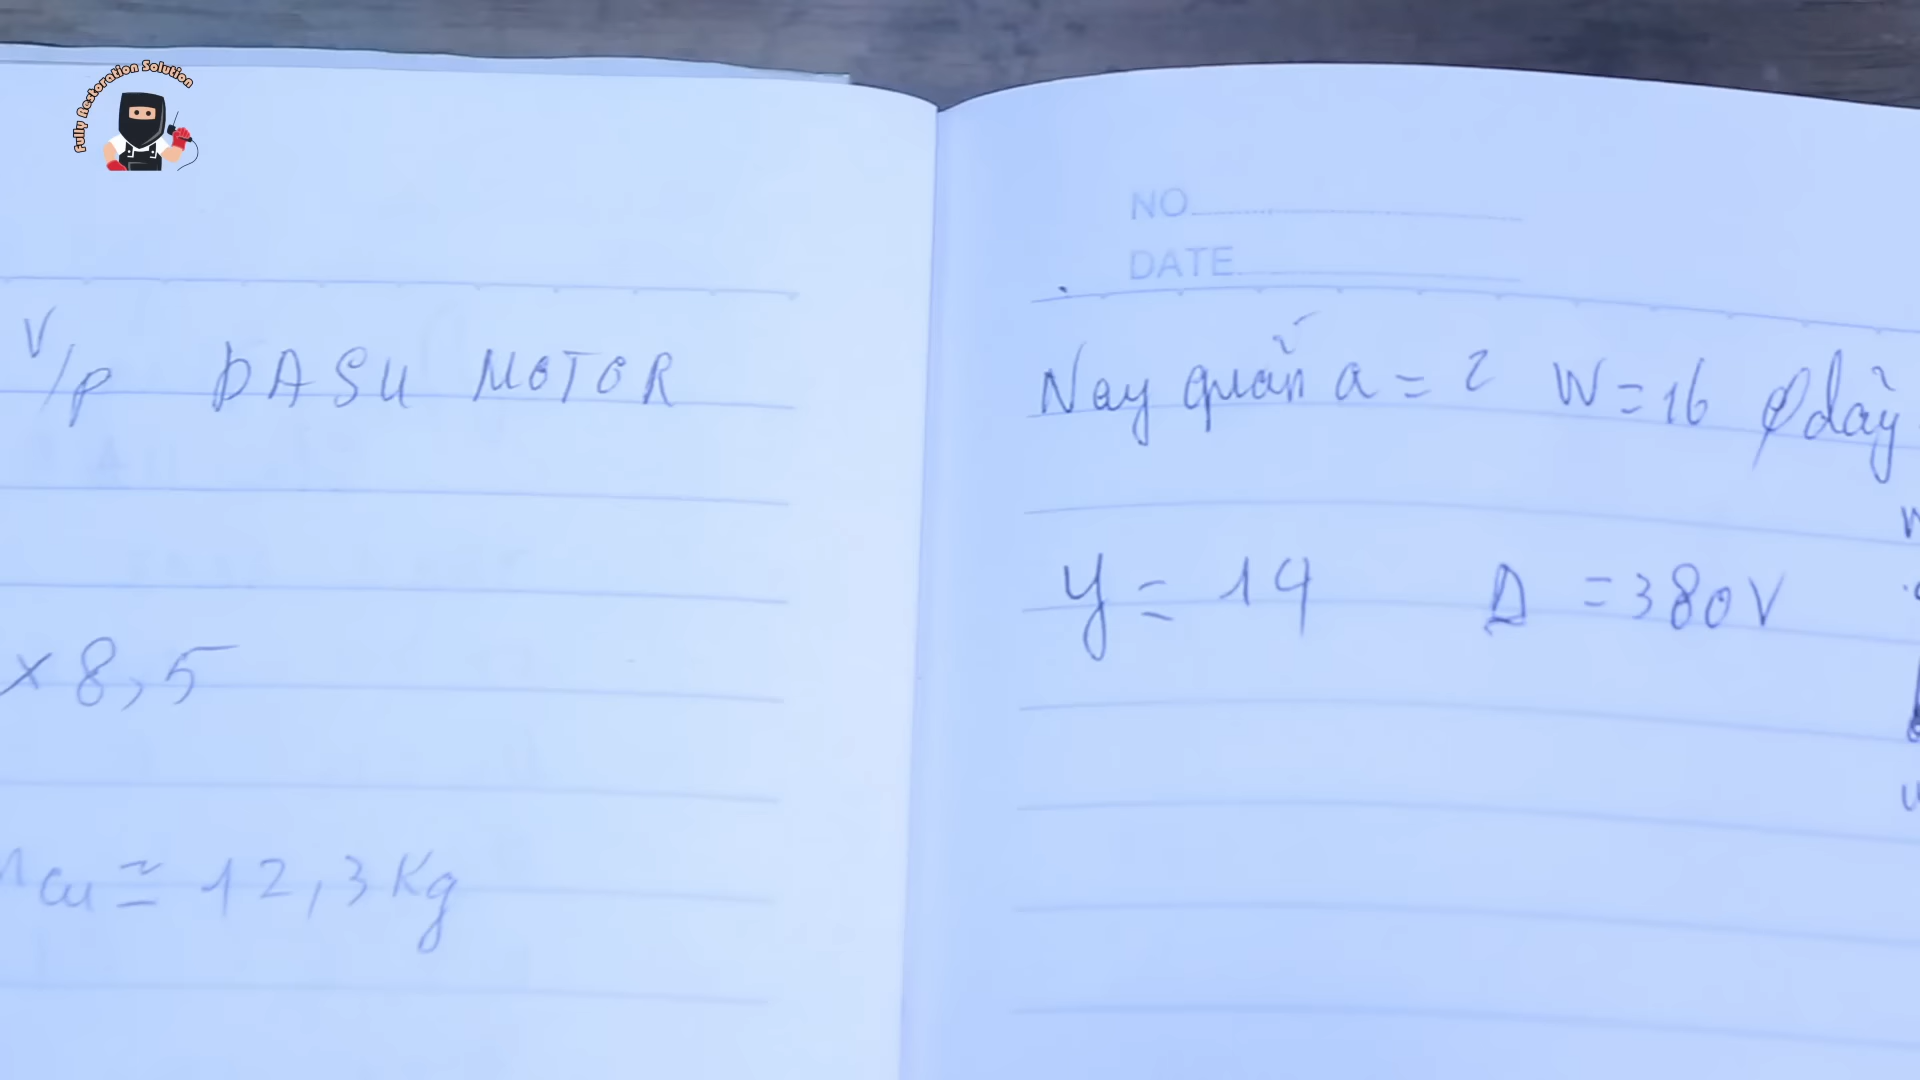 Fully Restoration Solution
V/p DASU MOTOR
x 8,5
cu ≃ 12,3 Kg
NO
DATE
Nay quấn a = 2 W = 16 φ dây
y = 14 Δ = 380V